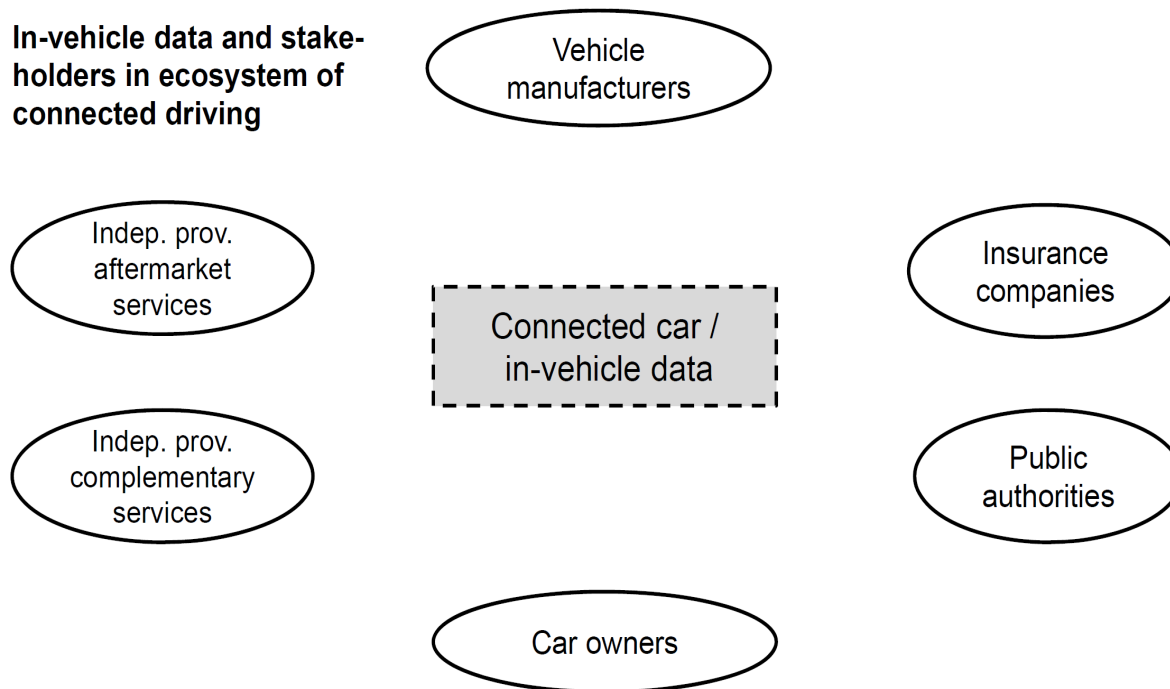 In-vehicle data and stake-
holders in ecosystem of
connected driving
Vehicle
manufacturers
Indep. prov.
aftermarket
services
Insurance
companies
Connected car /
in-vehicle data
Indep. prov.
complementary
services
Public
authorities
Car owners